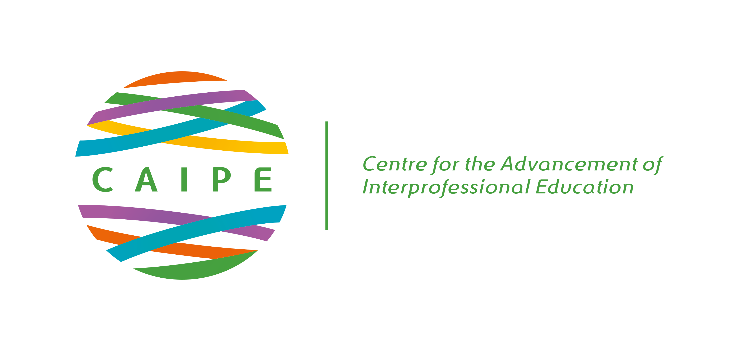 CAIPE
Centre for the Advancement of
Interprofessional Education